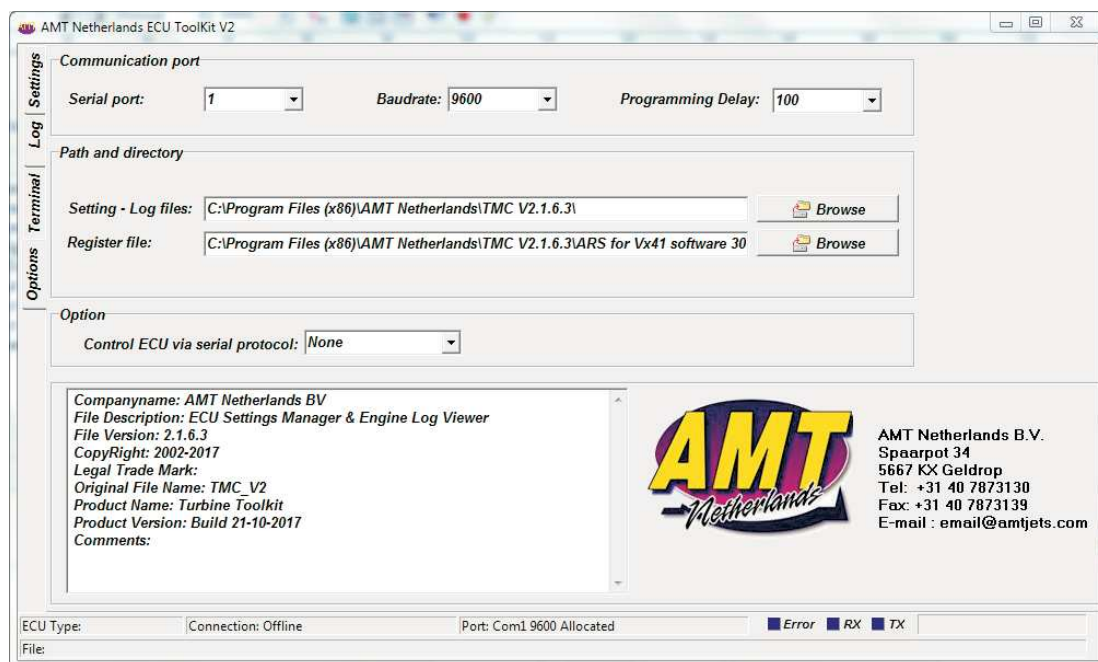 AMT Netherlands ECU ToolKit V2
Settings
Log
Terminal
Options
Communication port
Serial port: 1 Baudrate: 9600 Programming Delay: 100
Path and directory
Setting - Log files: C:\Program Files (x86)\AMT Netherlands\TMC V2.1.6.3\ Browse
Register file: C:\Program Files (x86)\AMT Netherlands\TMC V2.1.6.3\ARS for Vx41 software 30 Browse
Option
Control ECU via serial protocol: None
Companyname: AMT Netherlands BV
File Description: ECU Settings Manager & Engine Log Viewer
File Version: 2.1.6.3
CopyRight: 2002-2017
Legal Trade Mark:
Original File Name: TMC_V2
Product Name: Turbine Toolkit
Product Version: Build 21-10-2017
Comments:
AMT
Netherlands
AMT Netherlands B.V.
Spaarpot 34
5667 KX Geldrop
Tel: +31 40 7873130
Fax: +31 40 7873139
E-mail : email@amtjets.com
ECU Type: Connection: Offline Port: Com1 9600 Allocated Error RX TX
File: